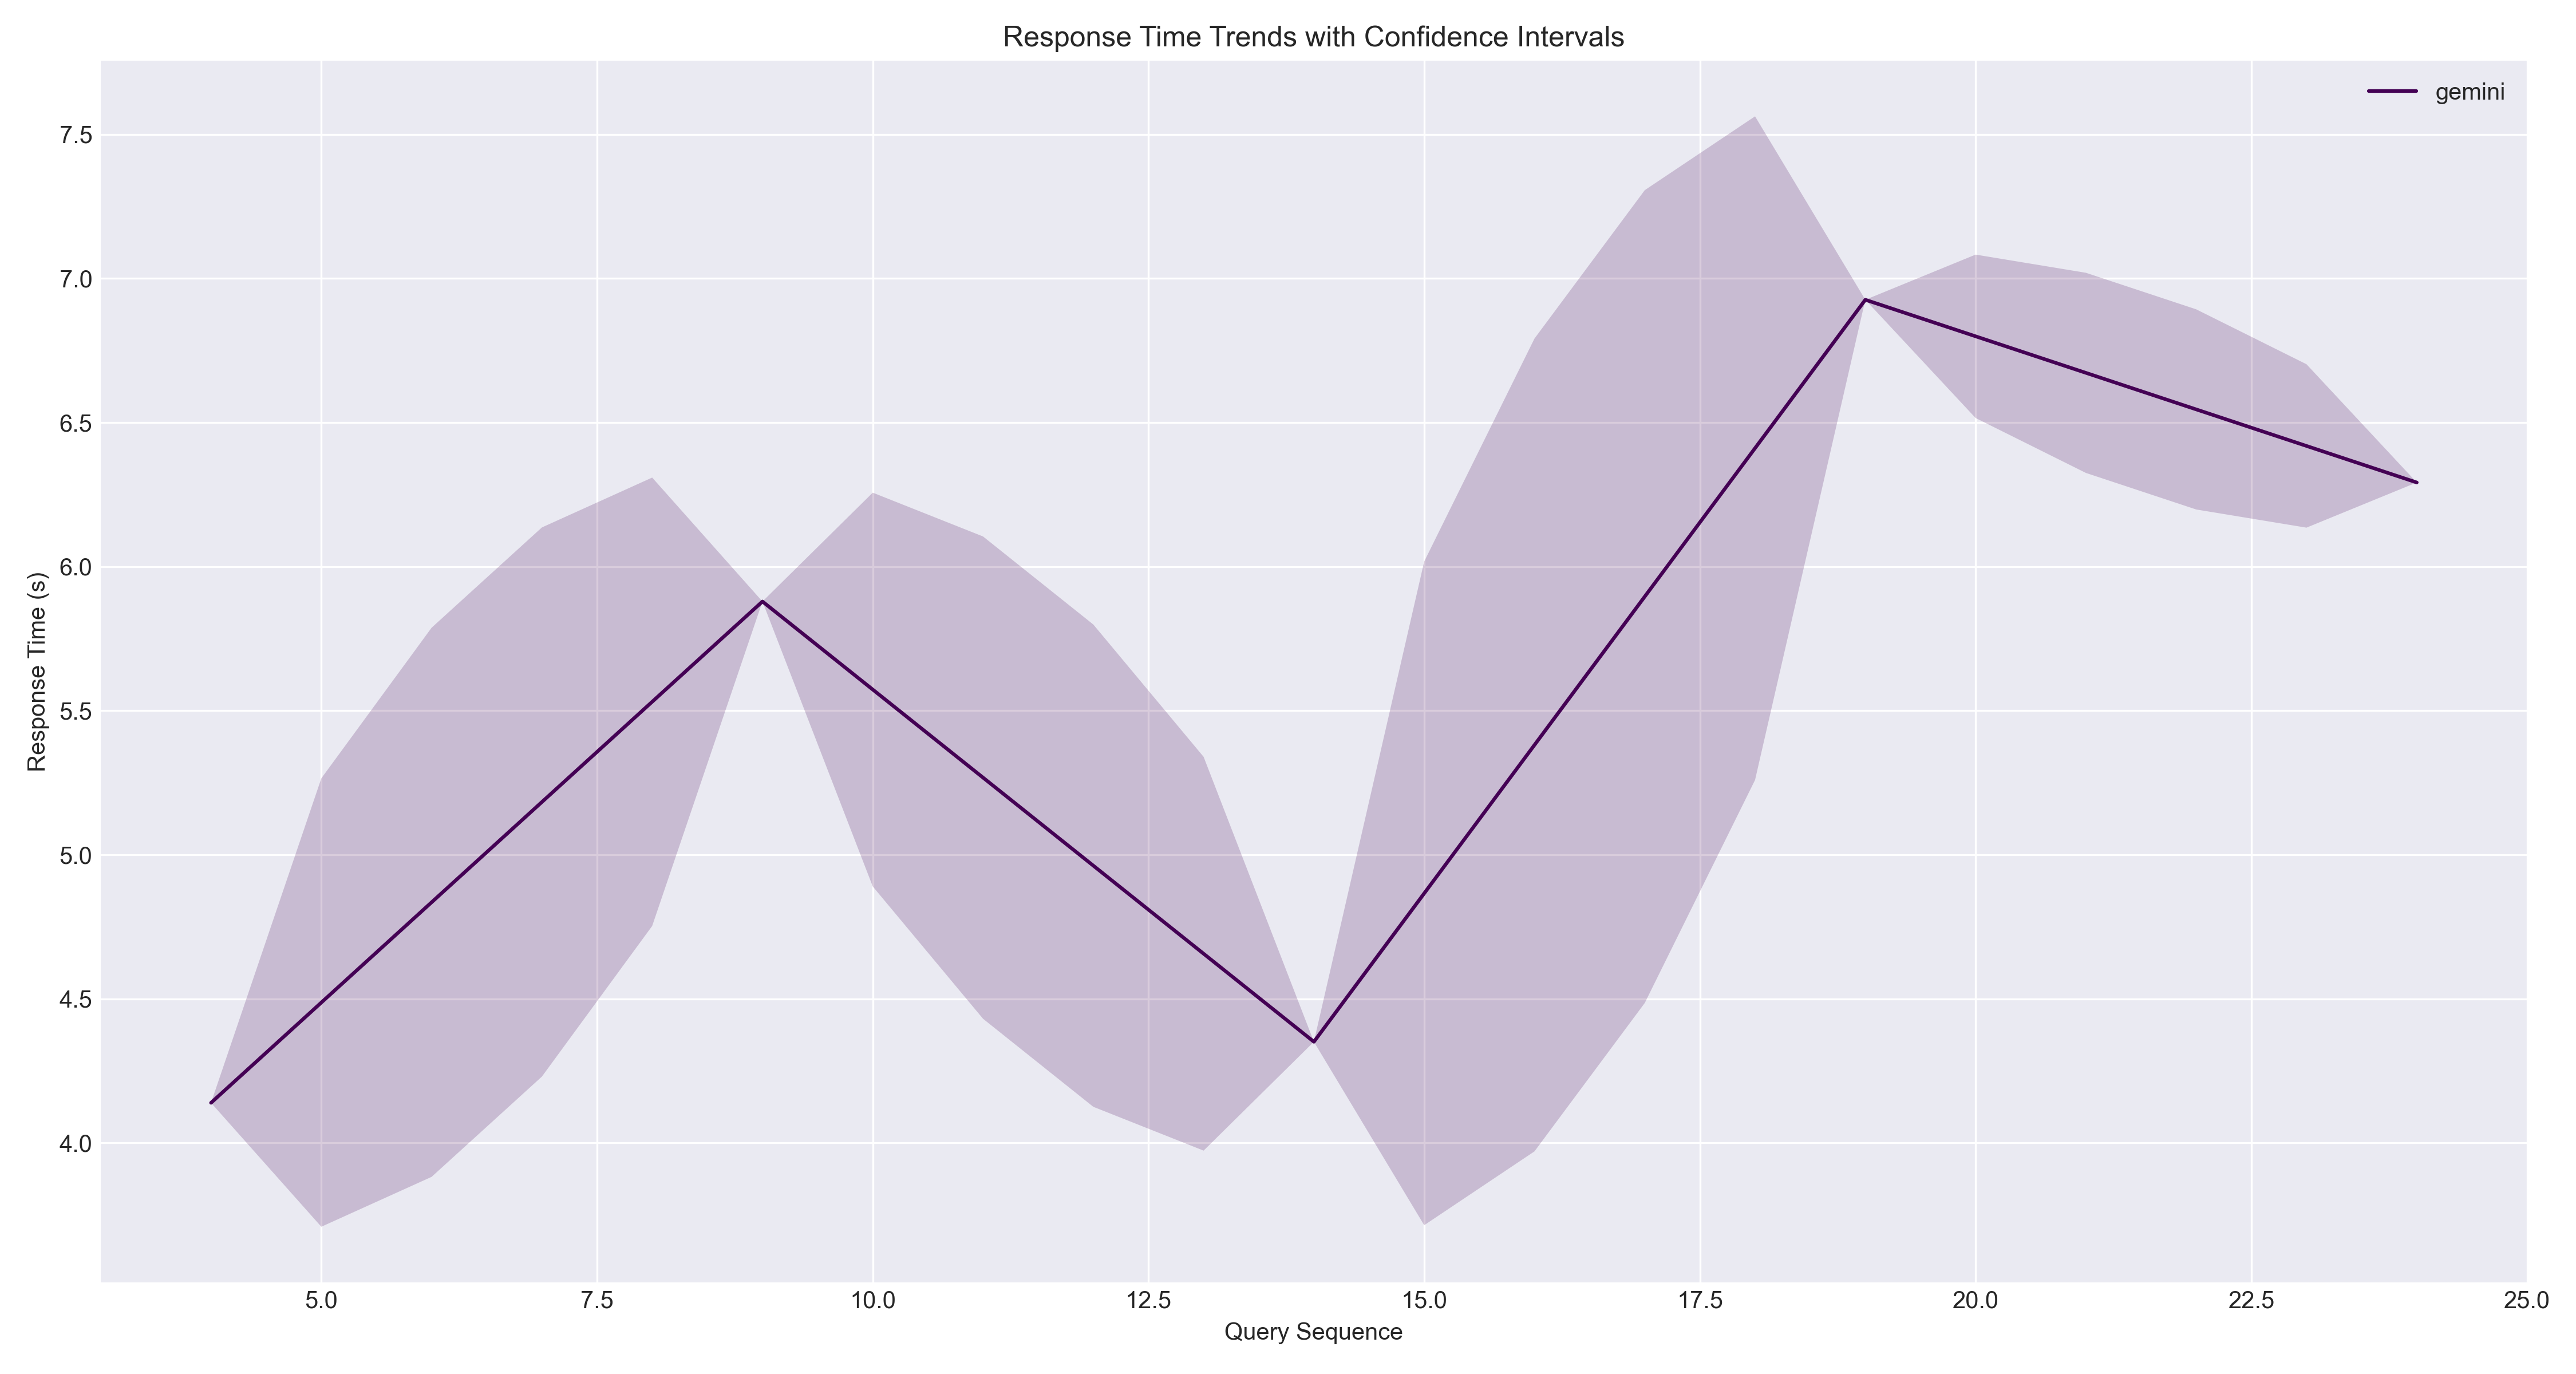 Response Time Trends with Confidence Intervals
gemini
7.5
7.0
6.5
6.0
5.5
5.0
4.5
4.0
Response Time (s)
5.0 7.5 10.0 12.5 15.0 17.5 20.0 22.5 25.0
Query Sequence